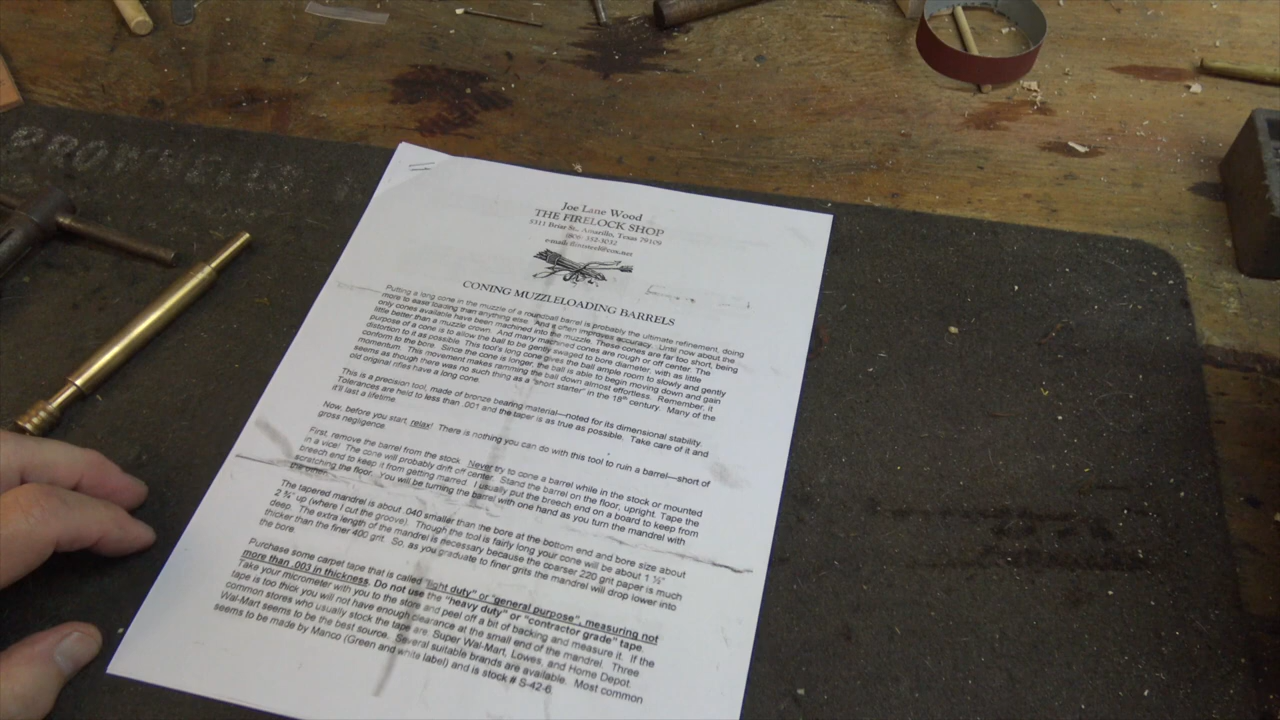 Joe Lane Wood
THE FIRELOCK SHOP
3311 Briar St., Amarillo, Texas 79109
e-mail:
CONING MUZZLELOADING BARRELS
Putting a long cone in the muzzle of a roundball barrel is probably the ultimate refinement, doing
more to ease loading than anything else. And it often improves accuracy. Until now about the
only cones available have been machined into the muzzle. These cones are far too short, being
little better than a muzzle crown. And many machined cones are rough or off center. The
purpose of a cone is to allow the ball to be gently swaged to bore diameter, with as little
distortion to it as possible. This tool's long cone gives the ball ample room to slowly and gently
conform to the bore. Since the cone is longer, the ball is able to begin moving down and gain
momentum. This movement makes ramming the ball down almost effortless. Remember, it
seems as though there was no such thing as a "short starter" in the 18th century. Many of the
old original rifles have a long cone.
This is a precision tool, made of bronze bearing material—noted for its dimensional stability.
Tolerances are held to less than .001 and the taper is as true as possible. Take care of it and
it'll last a lifetime.
Now, before you start, relax! There is nothing you can do with this tool to ruin a barrel—short of
gross negligence.
First, remove the barrel from the stock. Never try to cone a barrel while in the stock or mounted
in a vice! The cone will probably drift off center. Stand the barrel on the floor, upright. Tape the
breech end to keep it from getting marred. I usually put the breech end on a board to keep from
scratching the floor. You will be turning the barrel with one hand as you turn the mandrel with
the other.
The tapered mandrel is about .040 smaller than the bore at the bottom end and bore size about
2 ¾" up (where I cut the groove). Though the tool is fairly long your cone will be about 1 ½"
deep. The extra length of the mandrel is necessary because the coarser 220 grit paper is much
thicker than the finer 400 grit. So, as you graduate to finer grits the mandrel will drop lower into
the bore.
Purchase some carpet tape that is called "light duty" or "general purpose", measuring not
more than .003 in thickness. Do not use the "heavy duty" or "contractor grade" tape.
Take your micrometer with you to the store and peel off a bit of backing and measure it. If the
tape is too thick you will not have enough clearance at the small end of the mandrel. Three
common stores who usually stock the tape are: Super Wal-Mart, Lowes, and Home Depot.
Wal-Mart seems to be the best source. Several suitable brands are available. Most common
seems to be made by Manco (Green and white label) and is stock # S-42-6.